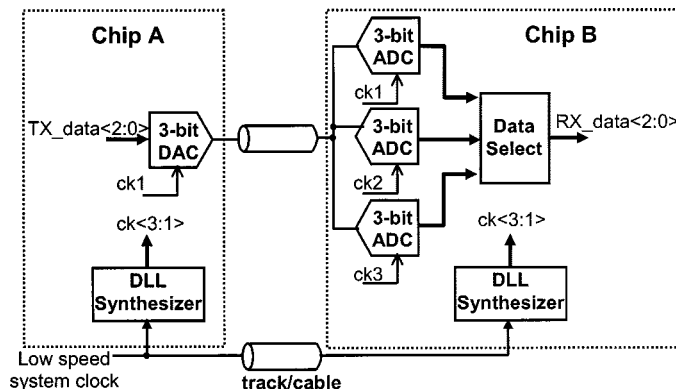 Chip A
TX_data<2:0>
3-bit
DAC
ck1
ck<3:1>
DLL
Synthesizer
Low speed
system clock
track/cable
Chip B
3-bit
ADC
ck1
3-bit
ADC
ck2
3-bit
ADC
ck3
Data
Select
RX_data<2:0>
ck<3:1>
DLL
Synthesizer